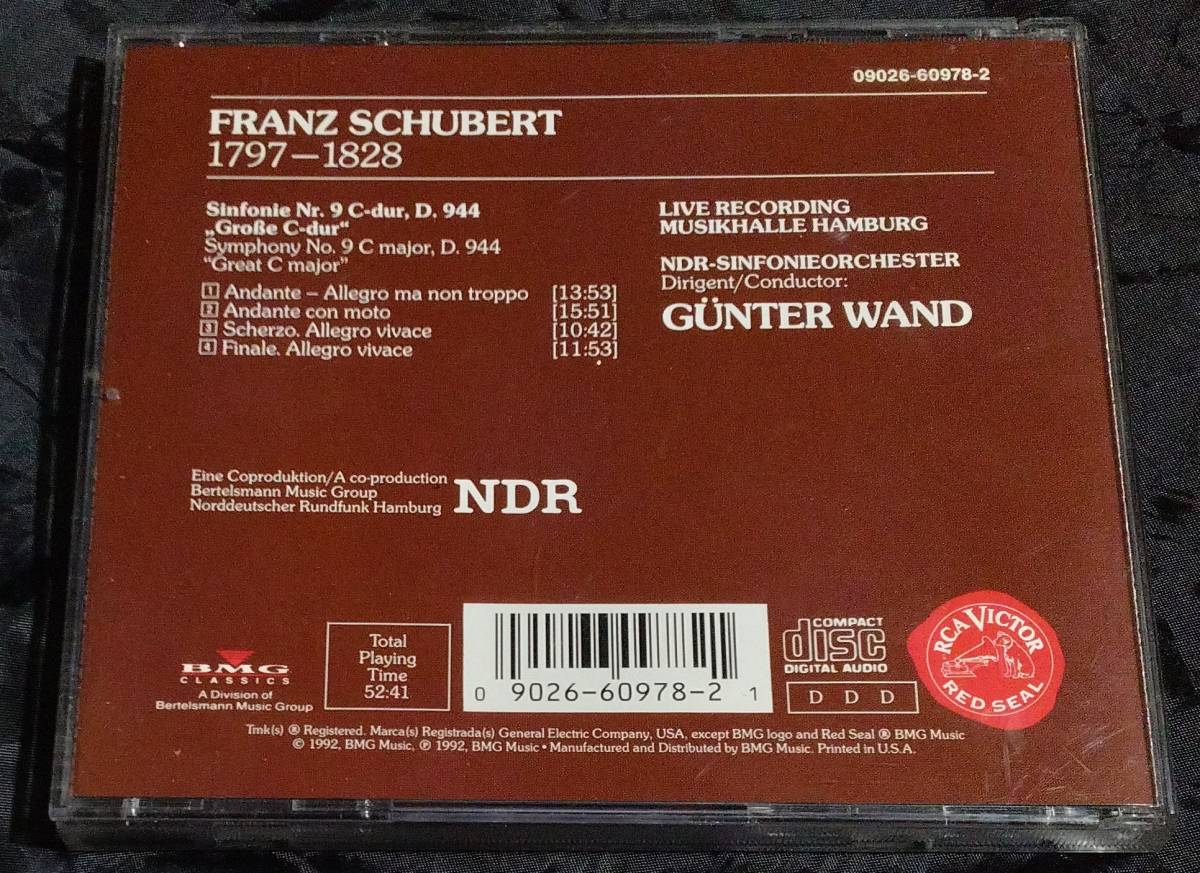 09026-60978-2
FRANZ SCHUBERT
1797–1828
Sinfonie Nr. 9 C-dur, D. 944
„Große C-dur“
Symphony No. 9 C major, D. 944
“Great C major”
1 Andante – Allegro ma non troppo [13:53]
2 Andante con moto [15:51]
3 Scherzo. Allegro vivace [10:42]
4 Finale. Allegro vivace [11:53]
LIVE RECORDING
MUSIKHALLE HAMBURG
NDR-SINFONIEORCHESTER
Dirigent/Conductor:
GÜNTER WAND
Eine Coproduktion/A co-production
Bertelsmann Music Group
Norddeutscher Rundfunk Hamburg
NDR
BMG
CLASSICS
A Division of
Bertelsmann Music Group
Total
Playing
Time
52:41
0 9026-60978-2 1
COMPACT
disc
DIGITAL AUDIO
D D D
RCA VICTOR
RED SEAL
Tmk(s) ® Registered. Marca(s) Registrada(s) General Electric Company, USA, except BMG logo and Red Seal ® BMG Music
© 1992, BMG Music, ℗ 1992, BMG Music • Manufactured and Distributed by BMG Music. Printed in U.S.A.